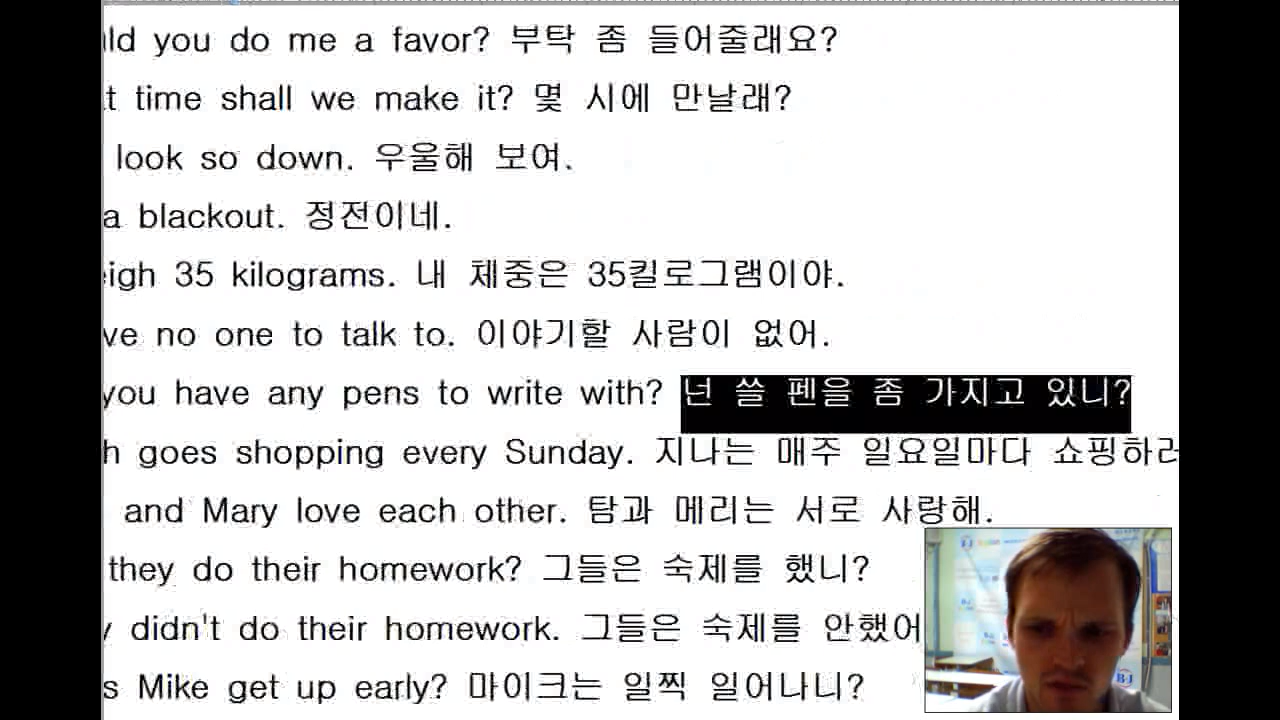 ld you do me a favor? 부탁 좀 들어줄래요?
t time shall we make it? 몇 시에 만날래?
look so down. 우울해 보여.
a blackout. 정전이네.
eigh 35 kilograms. 내 체중은 35킬로그램이야.
ve no one to talk to. 이야기할 사람이 없어.
you have any pens to write with? 넌 쓸 펜을 좀 가지고 있니?
h goes shopping every Sunday. 지나는 매주 일요일마다 쇼핑하러
and Mary love each other. 탐과 메리는 서로 사랑해.
they do their homework? 그들은 숙제를 했니?
y didn't do their homework. 그들은 숙제를 안했어
s Mike get up early? 마이크는 일찍 일어나니?
B·J